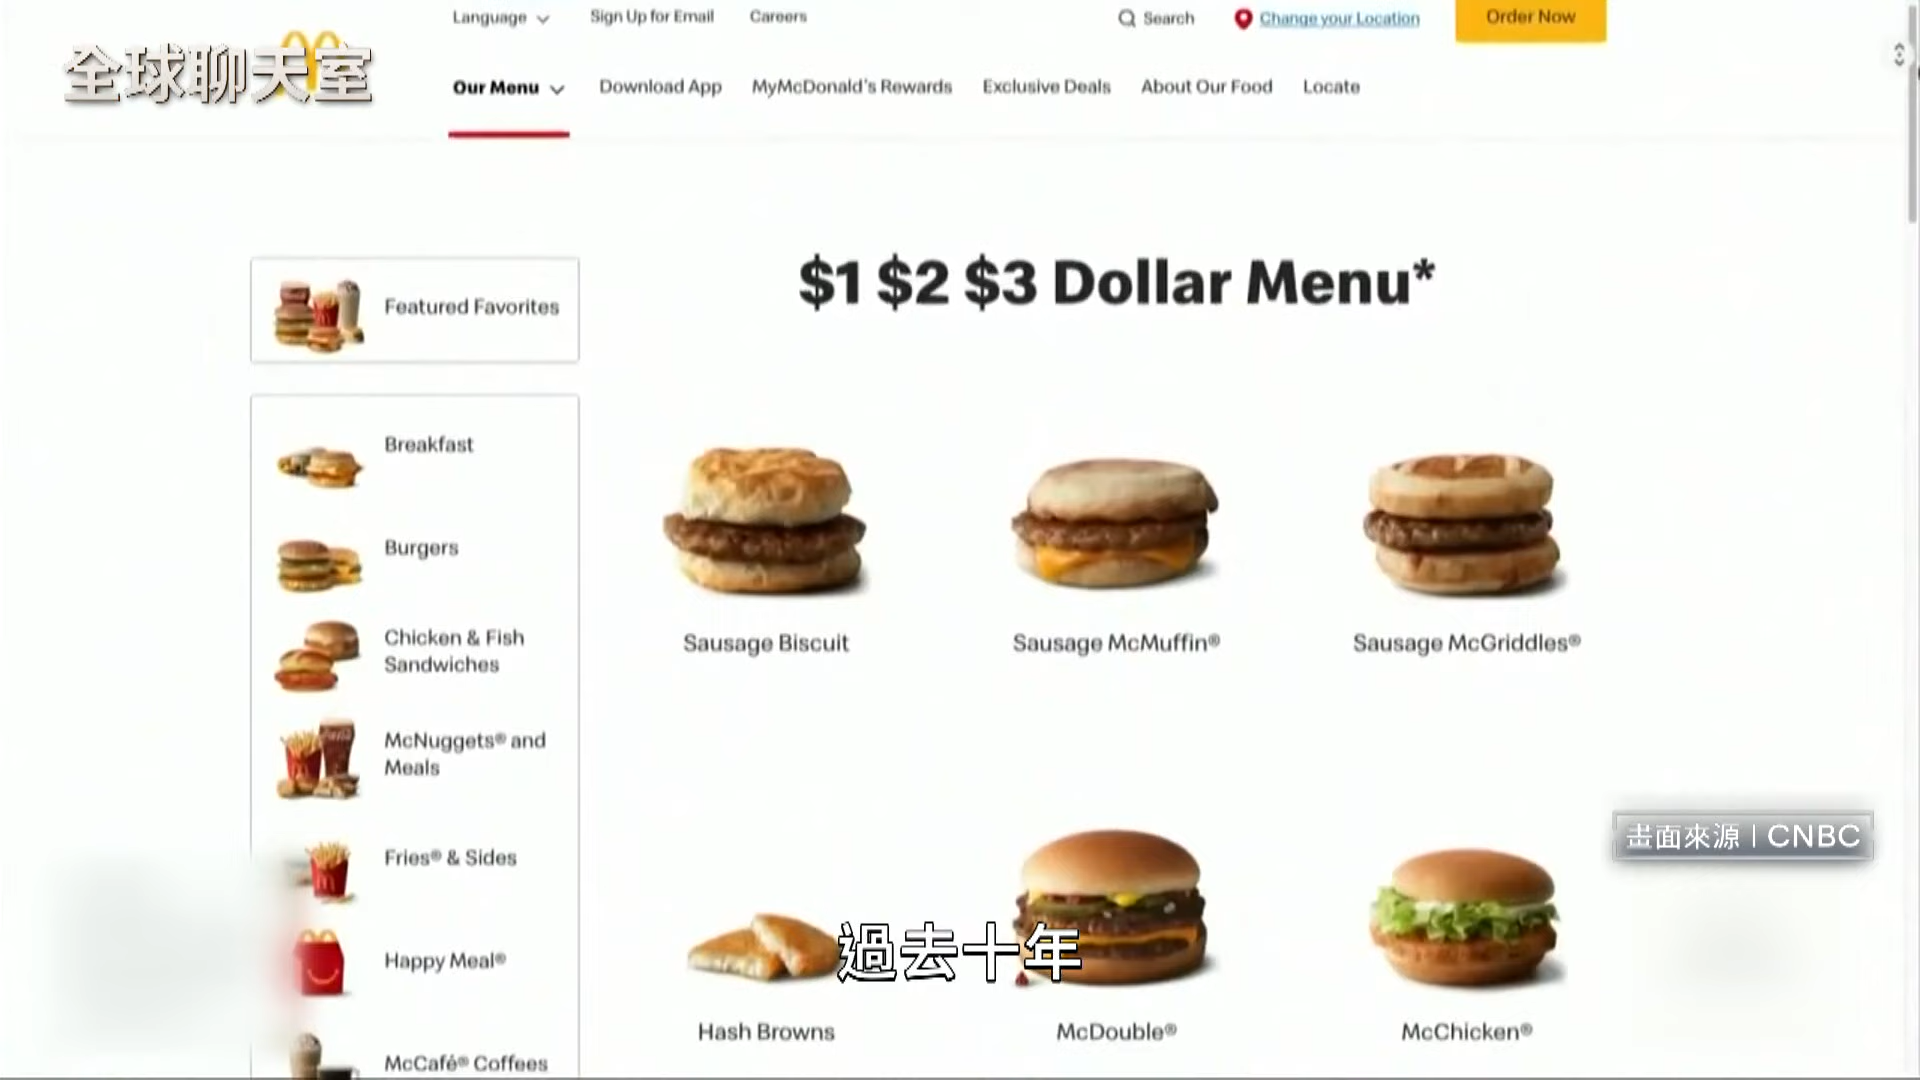 Language
Sign Up for Email
Careers
Search
Change your Location
Order Now
全球聊天室
Our Menu
Download App
MyMcDonald's Rewards
Exclusive Deals
About Our Food
Locate
$1 $2 $3 Dollar Menu*
Featured Favorites
Breakfast
Burgers
Chicken & Fish
Sandwiches
McNuggets® and
Meals
Fries® & Sides
Happy Meal®
McCafé® Coffees
Sausage Biscuit
Sausage McMuffin®
Sausage McGriddles®
畫面來源 | CNBC
過去十年
Hash Browns
McDouble®
McChicken®